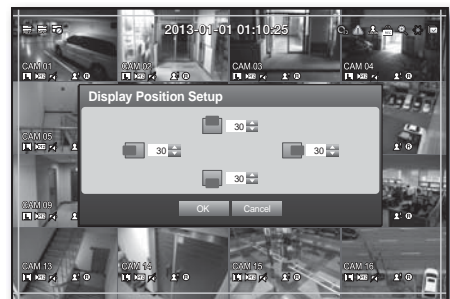 2013-01-01 01:10:25
CAM 01
CAM 02
CAM 03
CAM 04
Display Position Setup
30
CAM 05
30
30
30
CAM 09
OK
Cancel
CAM 13
CAM 14
CAM 15
CAM 16